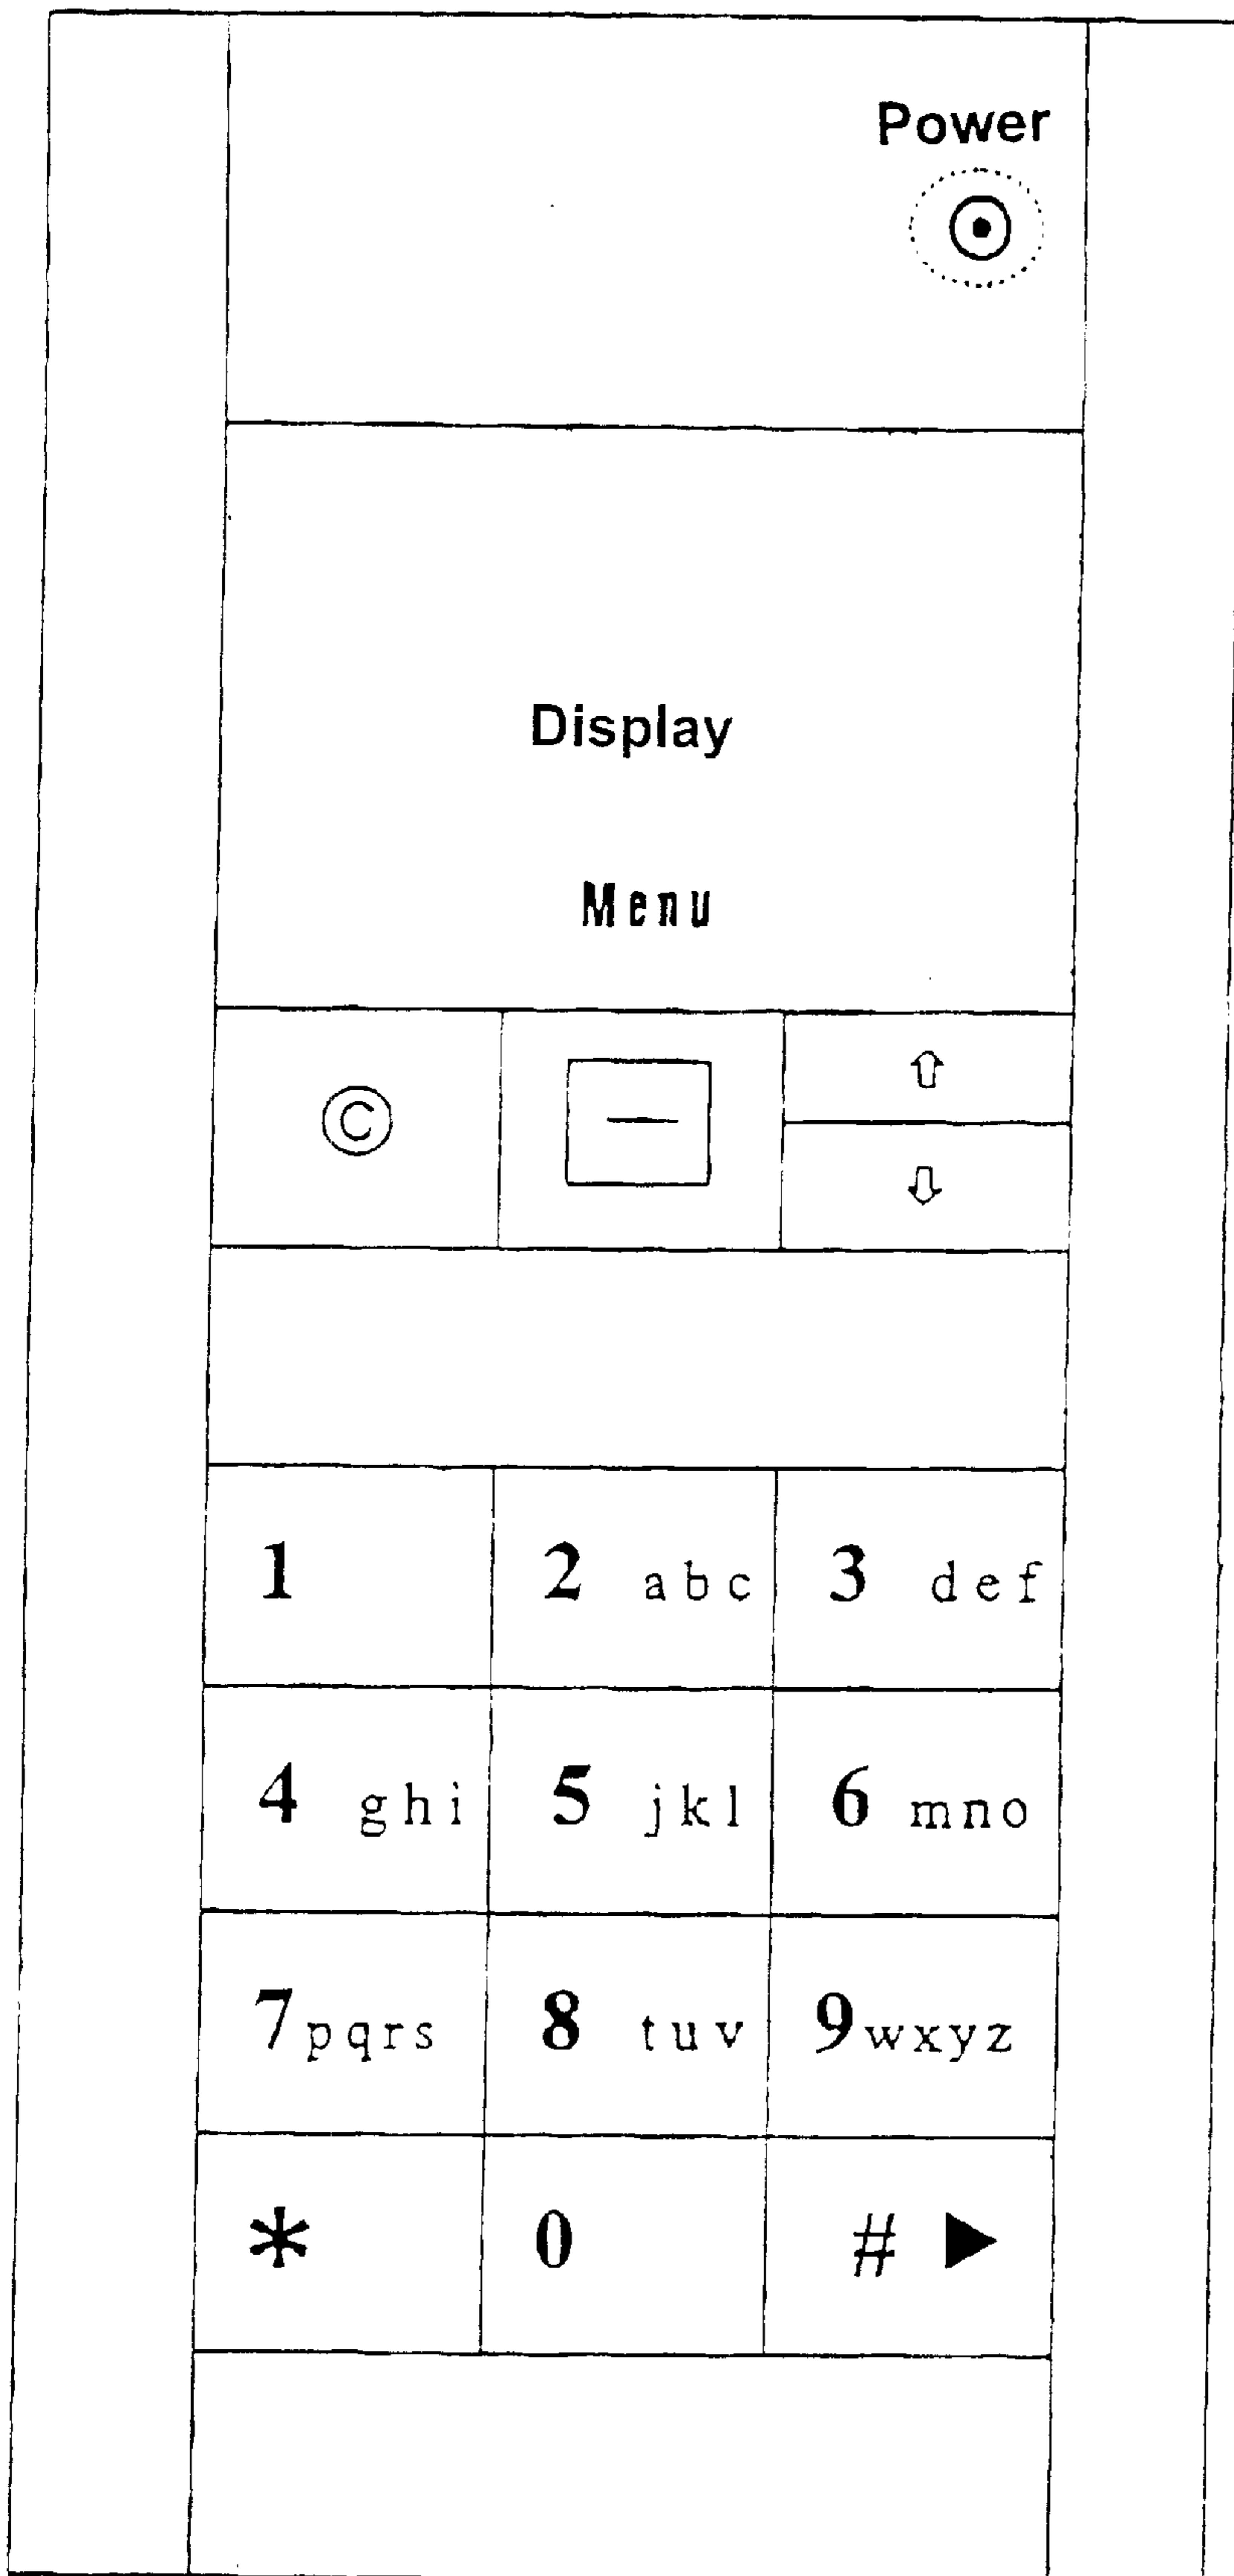 Power
Display
Menu
© — ⇧
⇩
1 2 abc 3 def
4 ghi 5 jkl 6 mno
7pqrs 8 tuv 9wxyz
* 0 # ▶